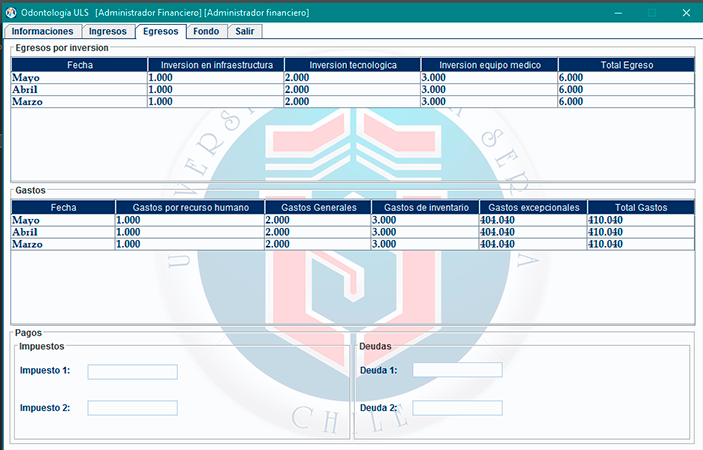 Odontología ULS [Administrador Financiero] [Administrador financiero]
Informaciones Ingresos Egresos Fondo Salir
Egresos por inversion
Fecha Inversion en infraestructura Inversion tecnologica Inversion equipo medico Total Egreso
Mayo 1.000 2.000 3.000 6.000
Abril 1.000 2.000 3.000 6.000
Marzo 1.000 2.000 3.000 6.000
Gastos
Fecha Gastos por recurso humano Gastos Generales Gastos de inventario Gastos excepcionales Total Gastos
Mayo 1.000 2.000 3.000 404.040 410.040
Abril 1.000 2.000 3.000 404.040 410.040
Marzo 1.000 2.000 3.000 404.040 410.040
Pagos
Impuestos Deudas
Impuesto 1: Deuda 1:
Impuesto 2: Deuda 2:
CHILE